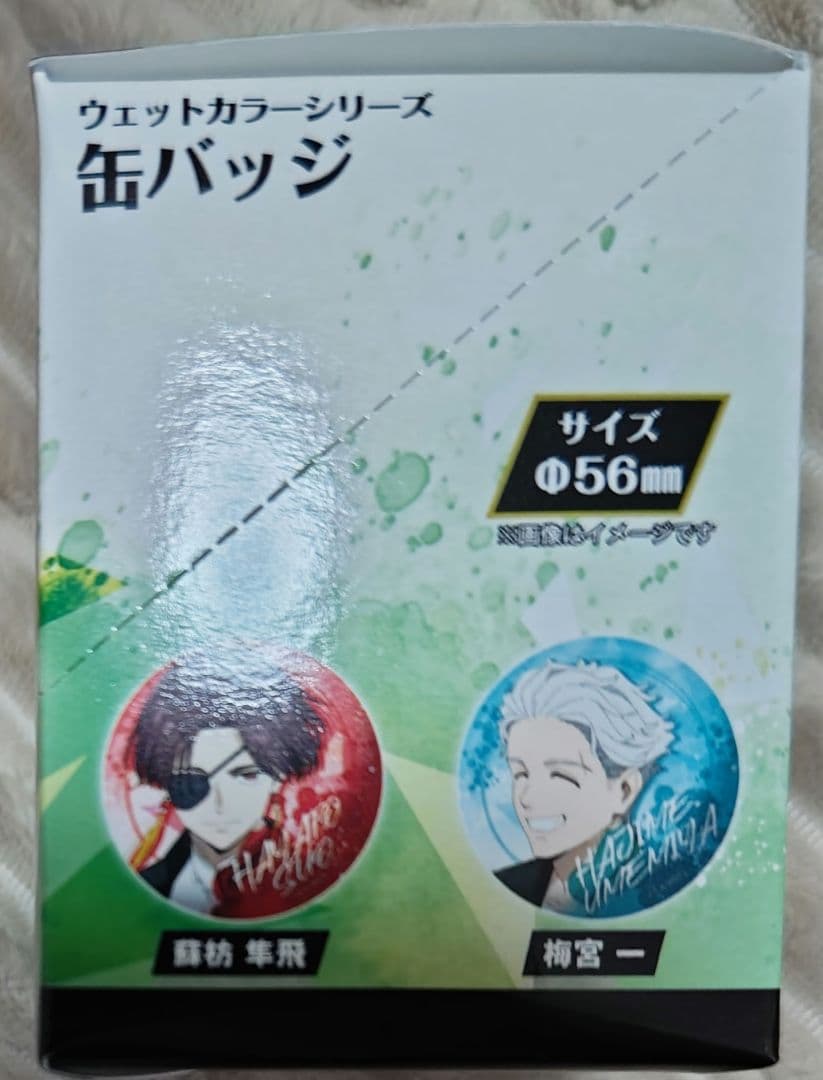 ウェットカラーシリーズ
缶バッジ
サイズ
Φ56mm
※画像はイメージです
HAYATO
SUO
HAJIME
UMEMIYA
蘇枋 隼飛
梅宮 一